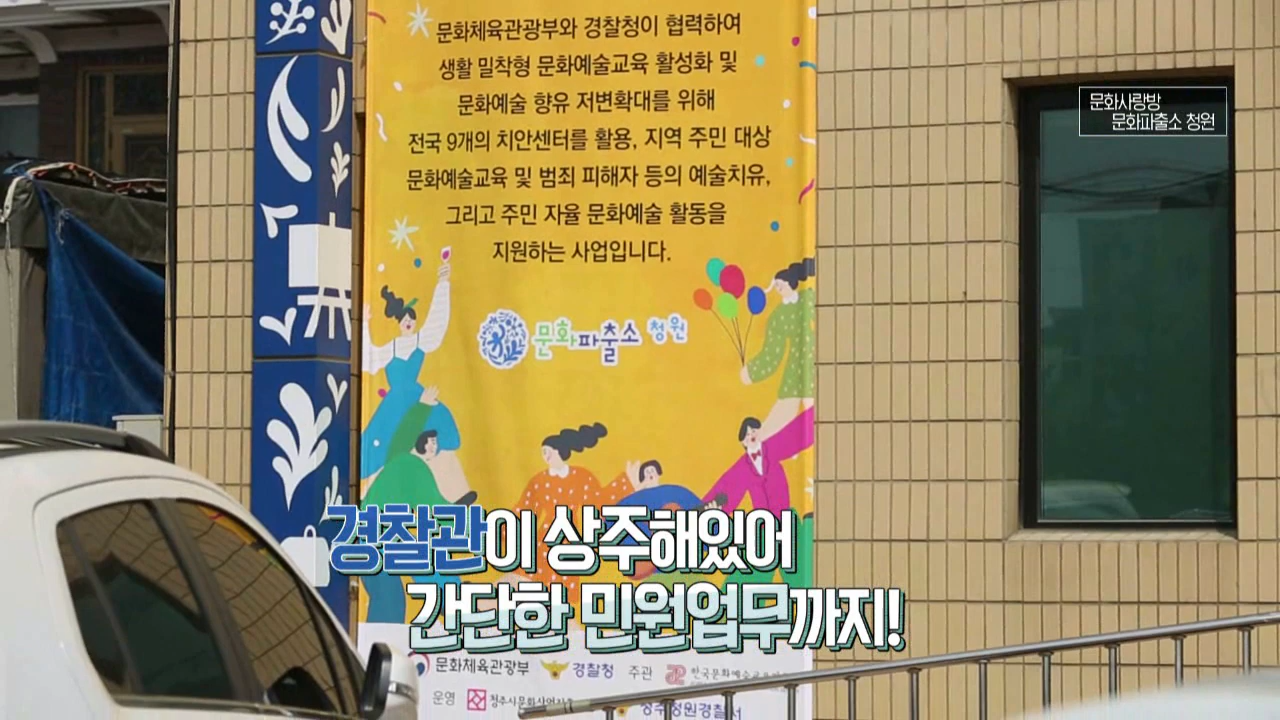 문화체육관광부와 경찰청이 협력하여
생활 밀착형 문화예술교육 활성화 및
문화예술 향유 저변확대를 위해
전국 9개의 치안센터를 활용, 지역 주민 대상
문화예술교육 및 범죄 피해자 등의 예술치유,
그리고 주민 자율 문화예술 활동을
지원하는 사업입니다.
문화사랑방
문화파출소 청원
문화파출소 청원
경찰관이 상주해있어
간단한 민원업무까지!
문화체육관광부 경찰청 주관
운영